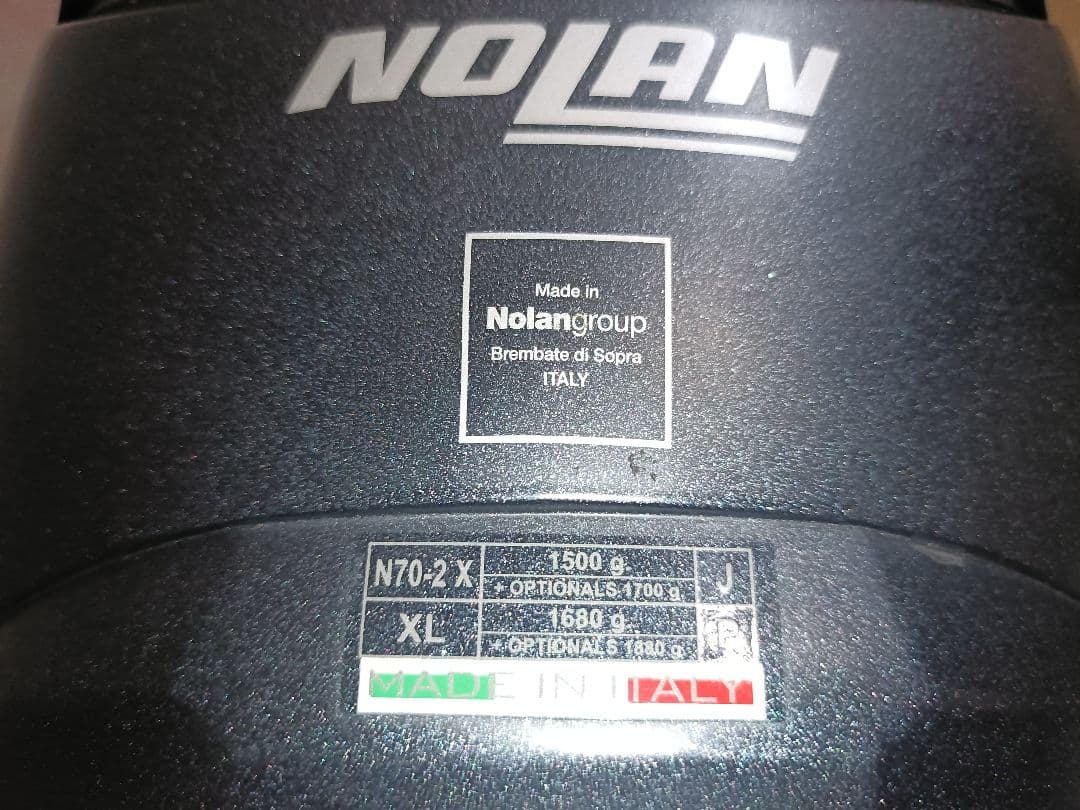 NOLAN
Made in
Nolangroup
Brembate di Sopra
ITALY
N70-2 X
1500 g.
+ OPTIONALS 1700 g.
J
XL
1680 g.
+ OPTIONALS 1880 g.
P
MADE IN ITALY